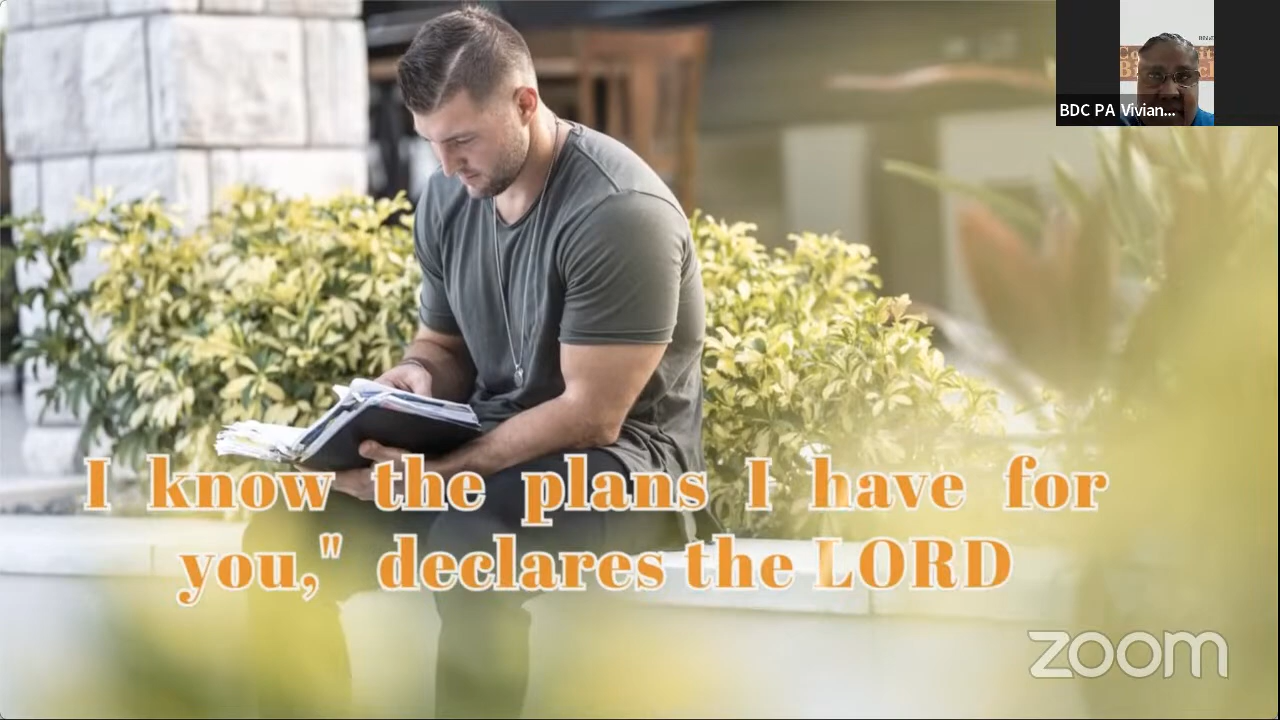 BDC PA Vivian...
I know the plans I have for
you," declares the LORD
zoom